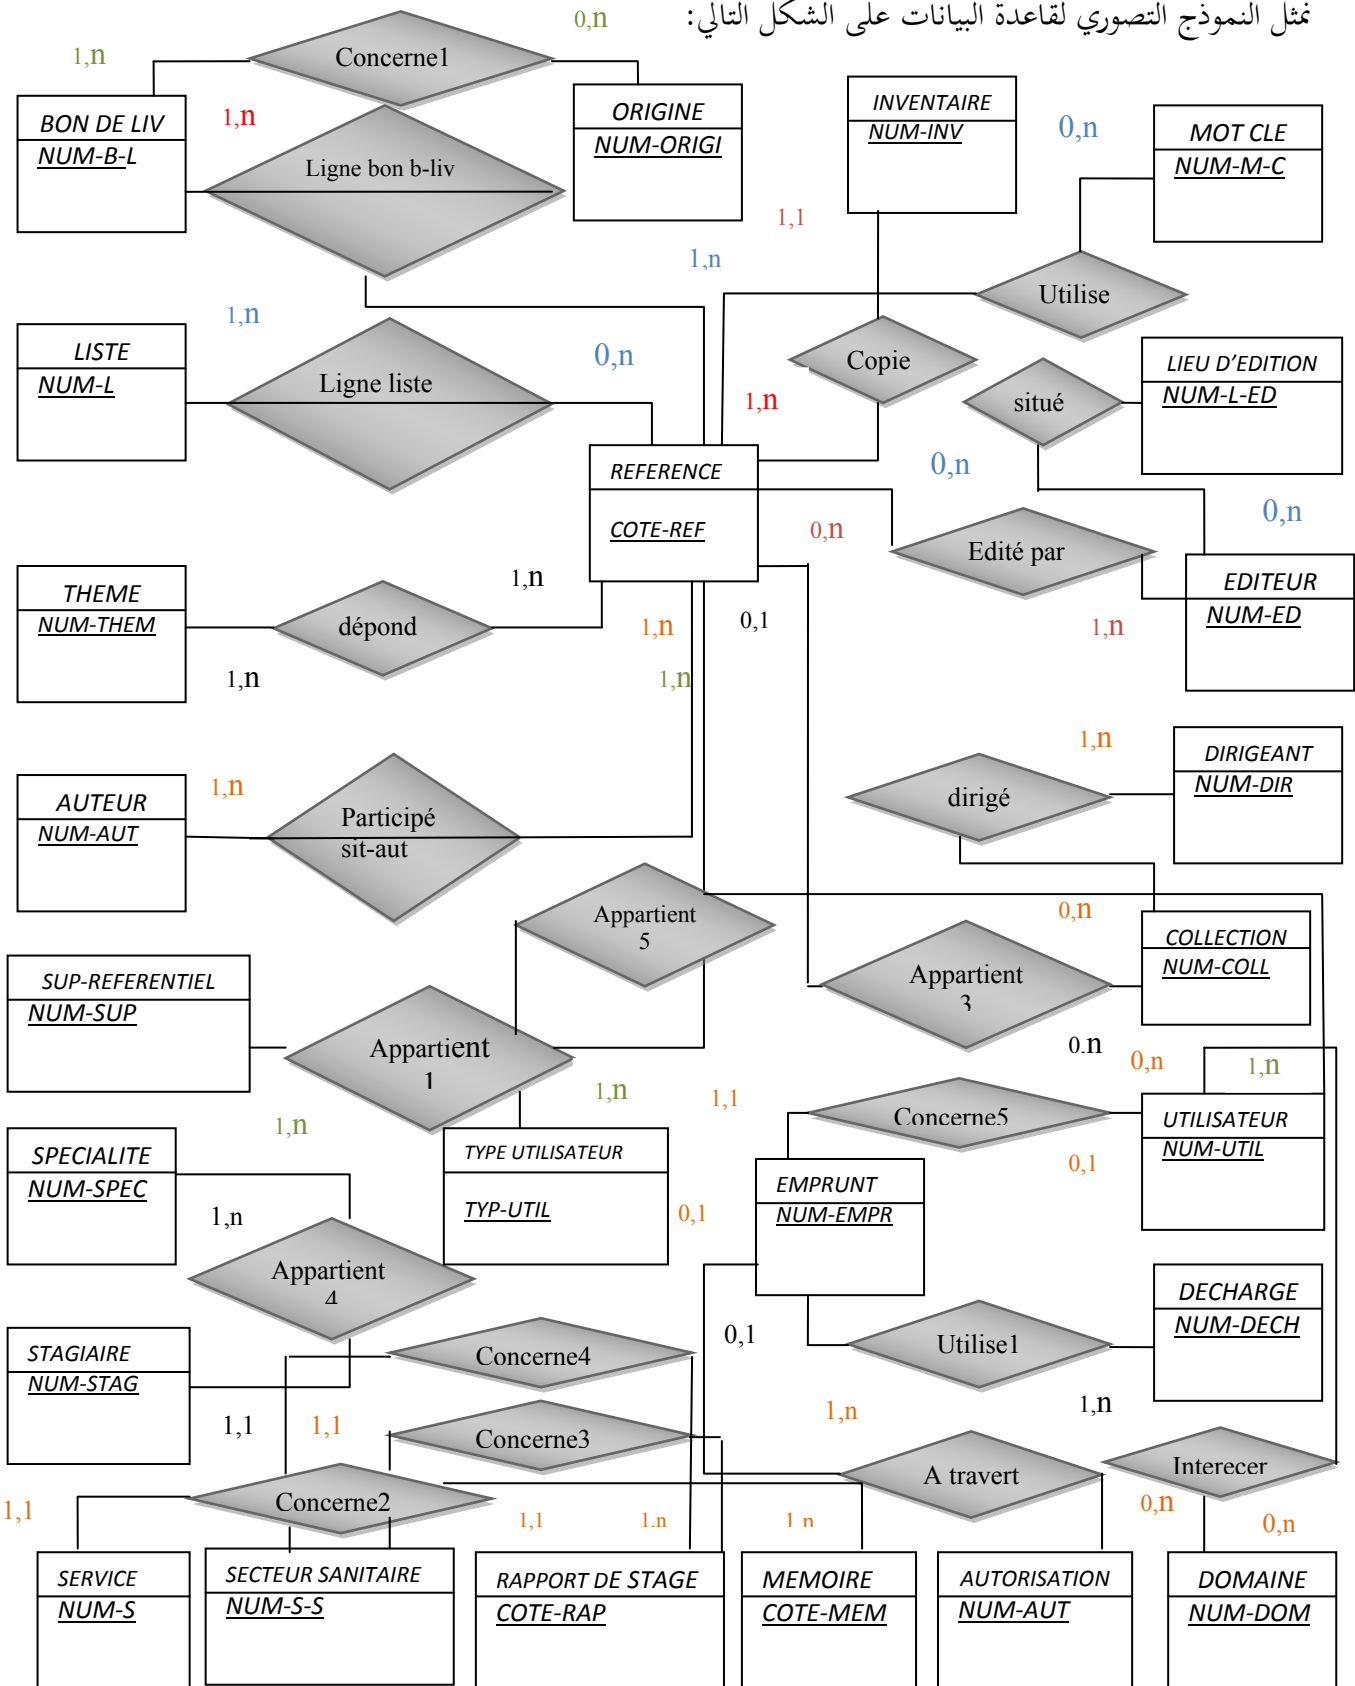 نمثل النموذج التصوري لقاعدة البيانات على الشكل التالي:
0,n
1,n
Concerne1
BON DE LIV
NUM-B-L
1,n
ORIGINE
NUM-ORIGI
INVENTAIRE
NUM-INV
0,n
MOT CLE
NUM-M-C
Ligne bon b-liv
1,1
1,n
Utilise
1,n
LISTE
NUM-L
Ligne liste
0,n
Copie
LIEU D'EDITION
NUM-L-ED
situé
1,n
REFERENCE
COTE-REF
0,n
0,n
0,n
Edité par
THEME
NUM-THEM
1,n
dépond
1,n
0,1
1,n
EDITEUR
NUM-ED
1,n
1,n
1,n
DIRIGEANT
NUM-DIR
AUTEUR
NUM-AUT
1,n
Participé
sit-aut
dirigé
Appartient
5
0,n
COLLECTION
NUM-COLL
SUP-REFERENTIEL
NUM-SUP
Appartient
3
Appartient
1
0,n
0,n
1,n
1,n
1,1
Concerne5
UTILISATEUR
NUM-UTIL
1,n
SPECIALITE
NUM-SPEC
TYPE UTILISATEUR
TYP-UTIL
0,1
EMPRUNT
NUM-EMPR
1,n
0,1
Appartient
4
DECHARGE
NUM-DECH
0,1
Utilise1
STAGIAIRE
NUM-STAG
Concerne4
1,1
1,1
1,n
1,n
Concerne3
A travert
Interecer
Concerne2
1,1
1,1
1,n
1,n
0,n
0,n
SERVICE
NUM-S
SECTEUR SANITAIRE
NUM-S-S
RAPPORT DE STAGE
COTE-RAP
MEMOIRE
COTE-MEM
AUTORISATION
NUM-AUT
DOMAINE
NUM-DOM